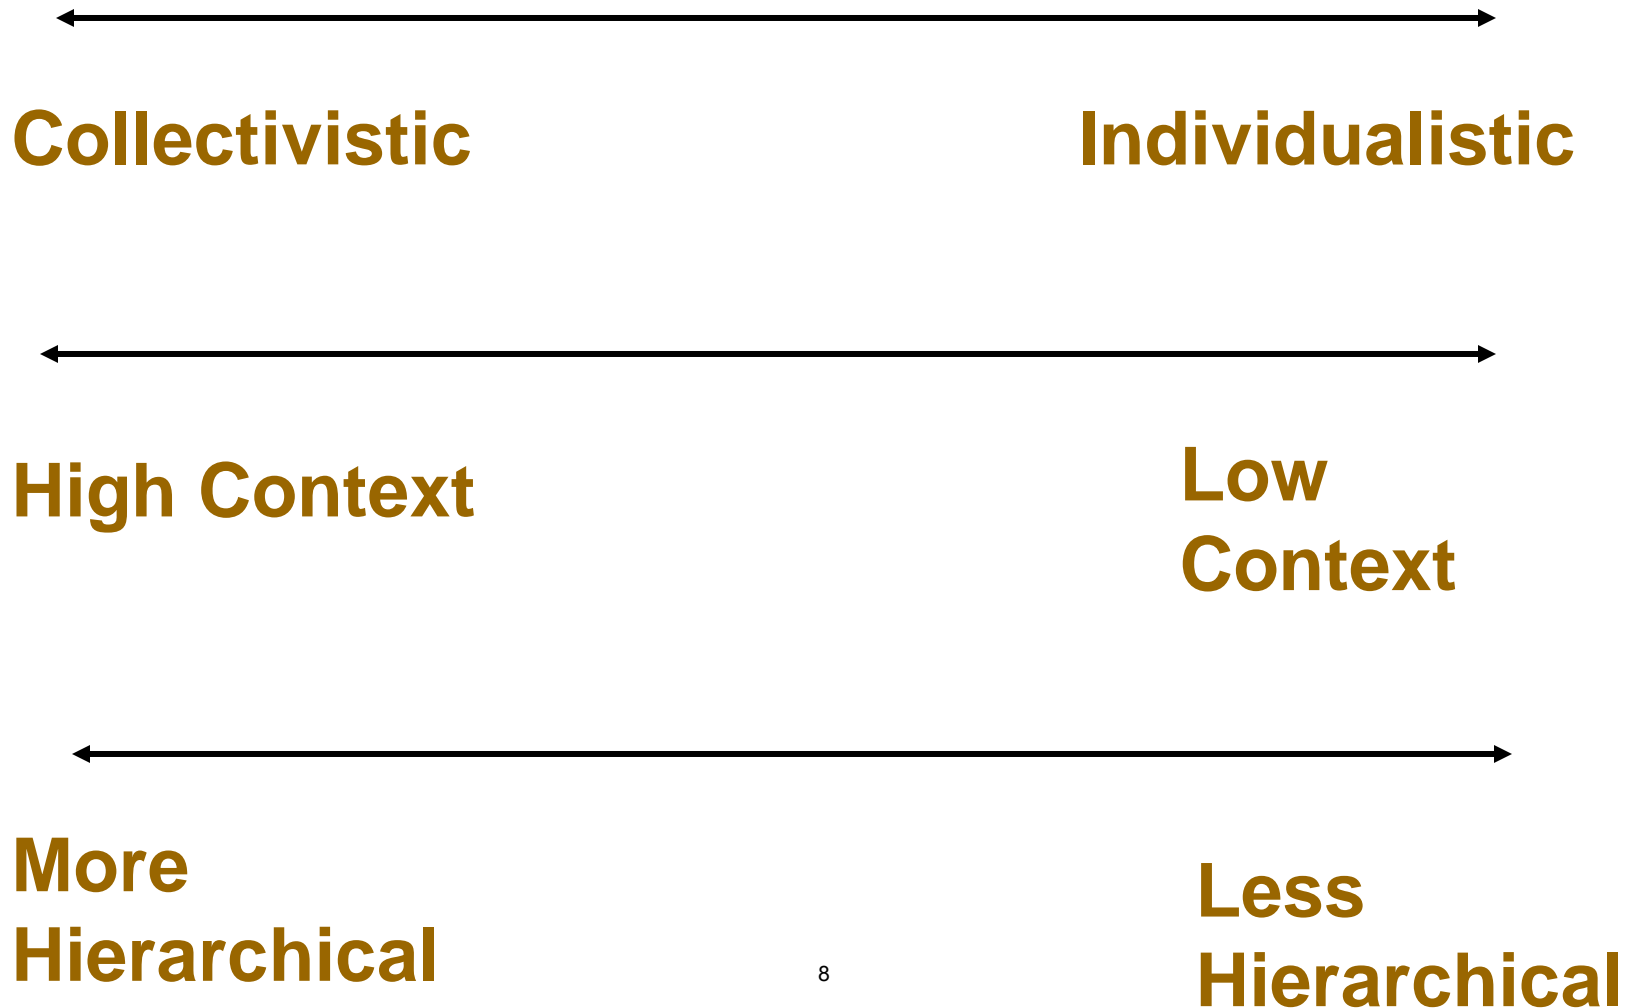 Collectivistic
Individualistic
High Context
Low
Context
More
Hierarchical
Less
Hierarchical
8